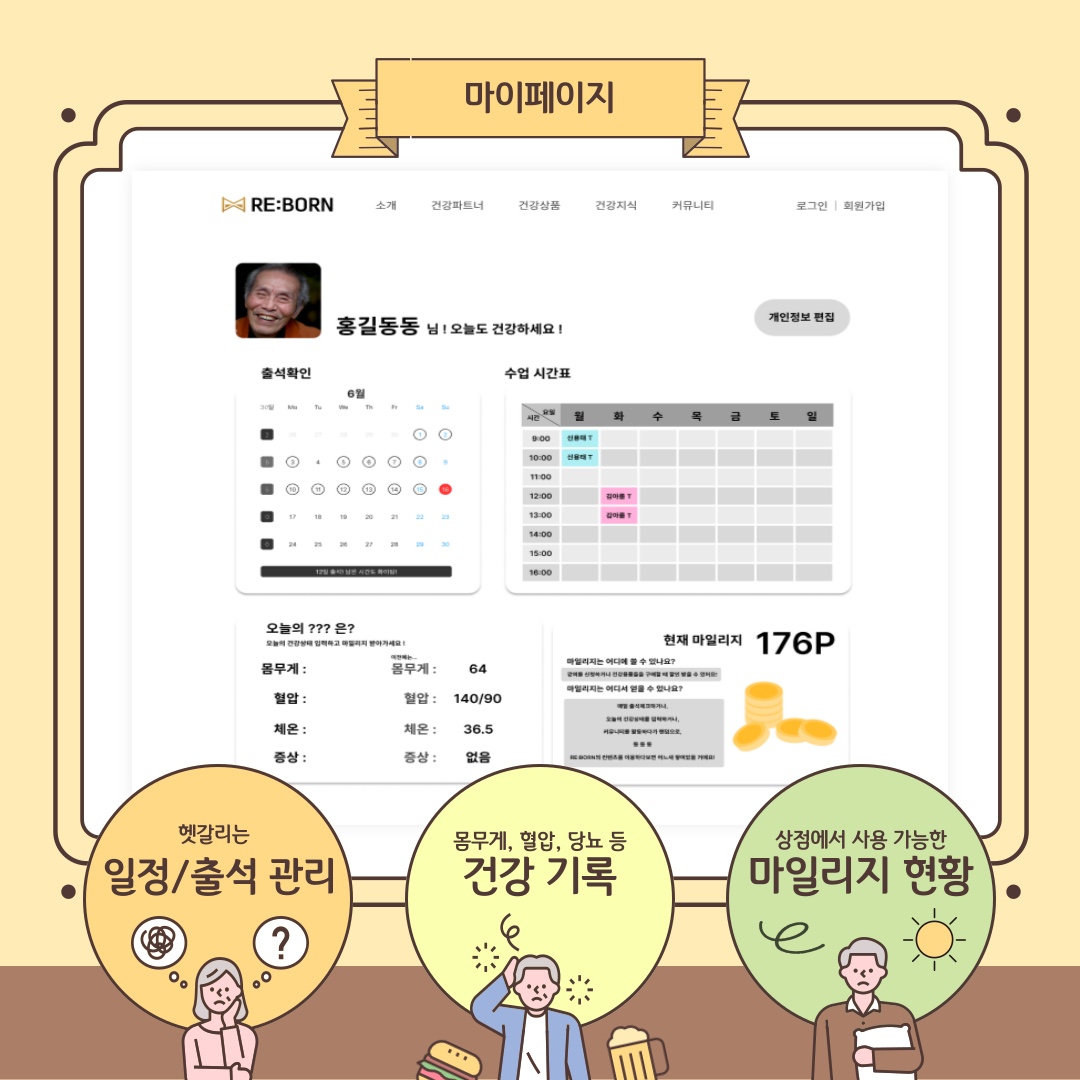 마이페이지
RE:BORN 소개 건강파트너 건강상품 건강지식 커뮤니티 로그인 | 회원가입
홍길동동 님 ! 오늘도 건강하세요 !
개인정보 편집
출석확인
6월
Mo Tu We Th Fr Sa Su
26 27 28 29 30 1 2
3 4 5 6 7 8 9
10 11 12 13 14 15 16
17 18 19 20 21 22 23
24 25 26 27 28 29 30
12일 출석! 남은 시간도 화이팅!
수업 시간표
시간 요일 월 화 수 목 금 토 일
9:00 신용태 T
10:00 신용태 T
11:00
12:00 김아름 T
13:00 김아름 T
14:00
15:00
16:00
오늘의 ??? 은?
오늘의 건강상태 입력하고 마일리지 받아가세요 !
이전에는...
몸무게 : 몸무게 : 64
혈압 : 혈압 : 140/90
체온 : 체온 : 36.5
증상 : 증상 : 없음
현재 마일리지 176P
마일리지는 어디에 쓸 수 있나요?
강의를 신청하거나 건강용품들을 구매할 때 할인 받을 수 있어요!
마일리지는 어디서 얻을 수 있나요?
매일 출석체크하거나,
오늘의 건강상태를 입력하거나,
커뮤니티를 활동하다가 랜덤으로,
등 등 등
RE:BORN의 컨텐츠를 이용하다보면 어느새 쌓여있을 거에요!
헷갈리는
일정/출석 관리
?
몸무게, 혈압, 당뇨 등
건강 기록
상점에서 사용 가능한
마일리지 현황